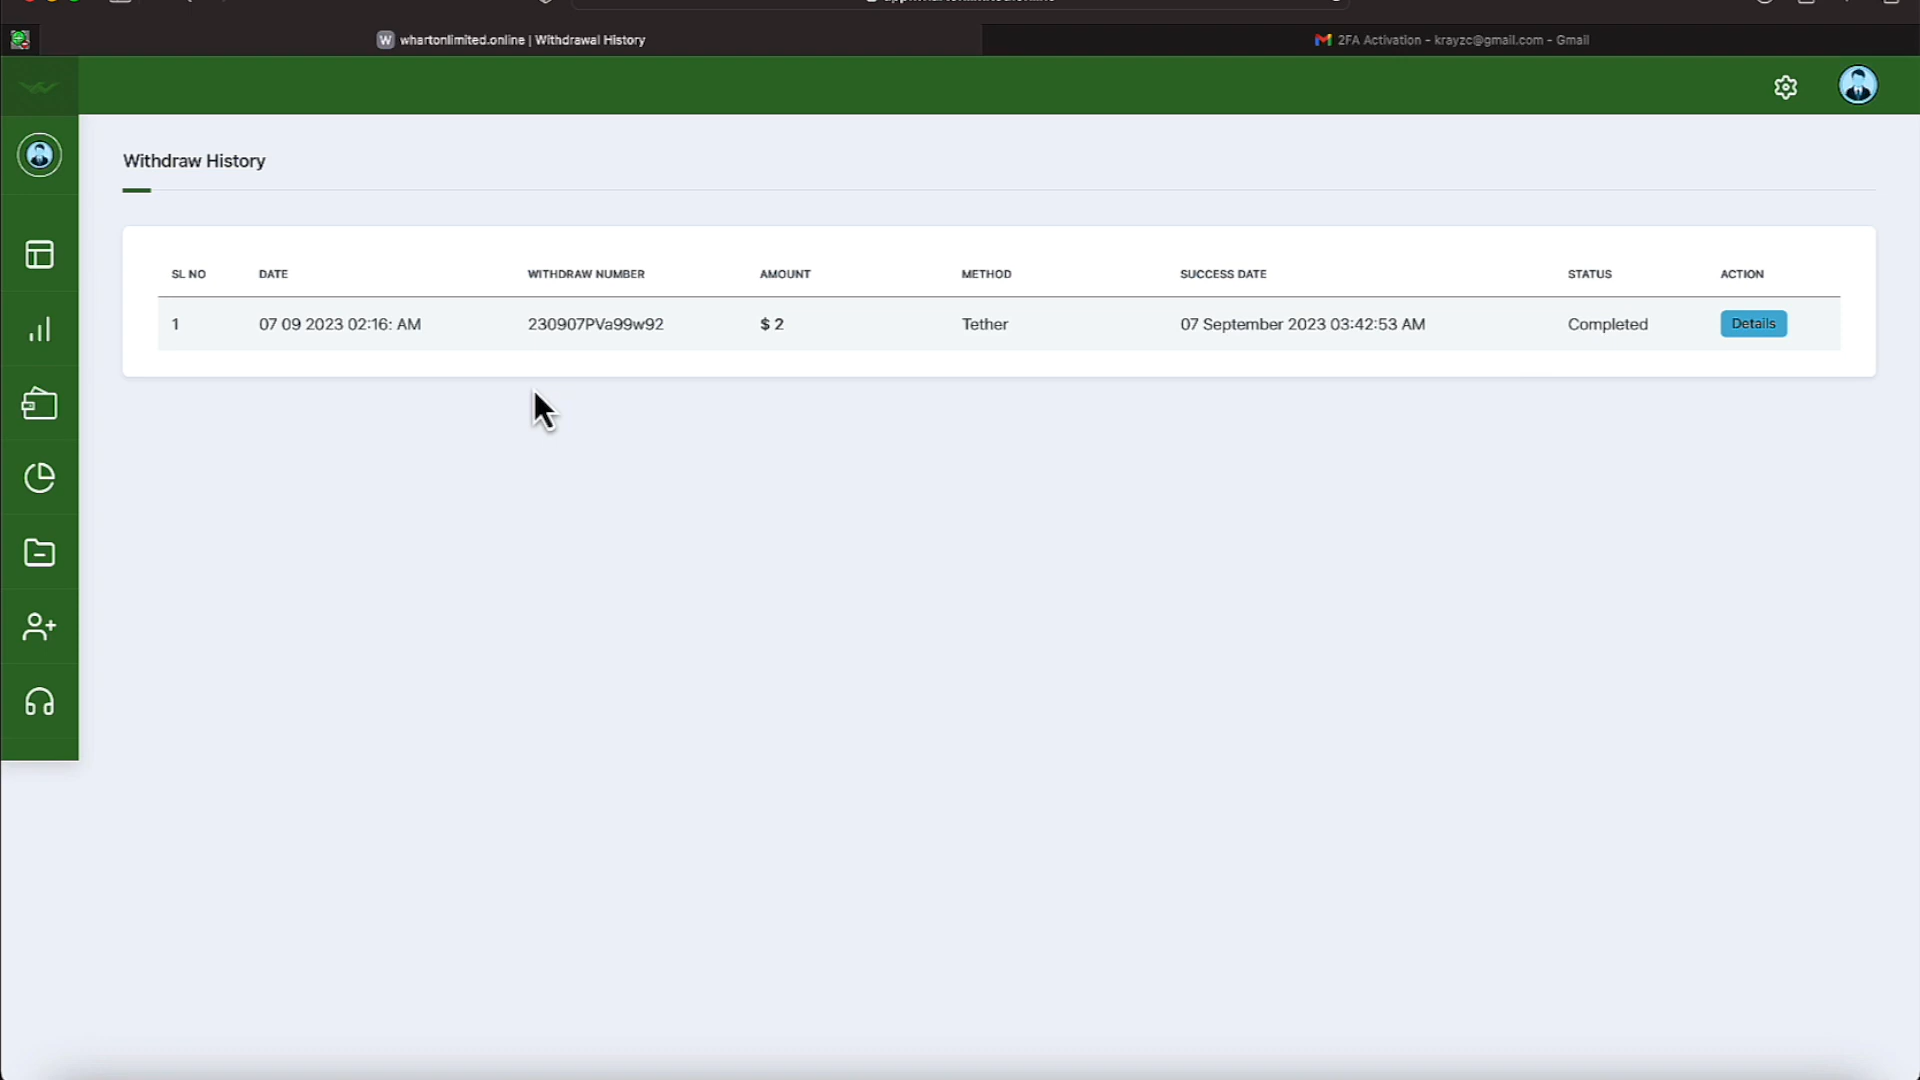 whartonlimited.online | Withdrawal History
2FA Activation - krayzc@gmail.com - Gmail
Withdraw History
SL NO DATE WITHDRAW NUMBER AMOUNT METHOD SUCCESS DATE STATUS ACTION
1 07 09 2023 02:16: AM 230907PVa99w92 $ 2 Tether 07 September 2023 03:42:53 AM Completed Details